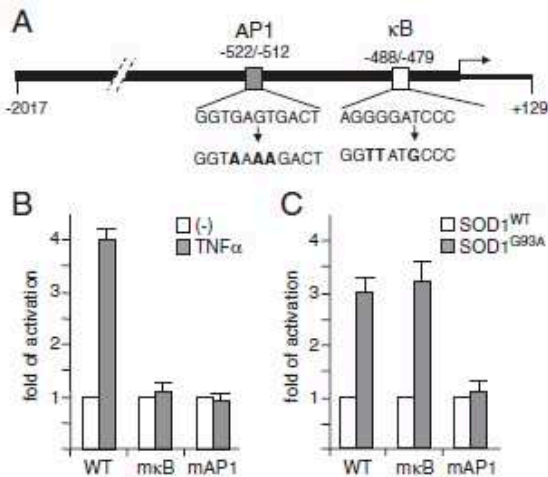 A
AP1
-522/-512
κB
-488/-479
-2017
+129
GGTGAGTGACT
AGGGGATCCC
GGTAAAAGACT
GGTTATGCCC
B
fold of activation
4
3
2
1
(-)
TNFα
WT
mκB
mAP1
C
fold of activation
4
3
2
1
SOD1WT
SOD1G93A
WT
mκB
mAP1